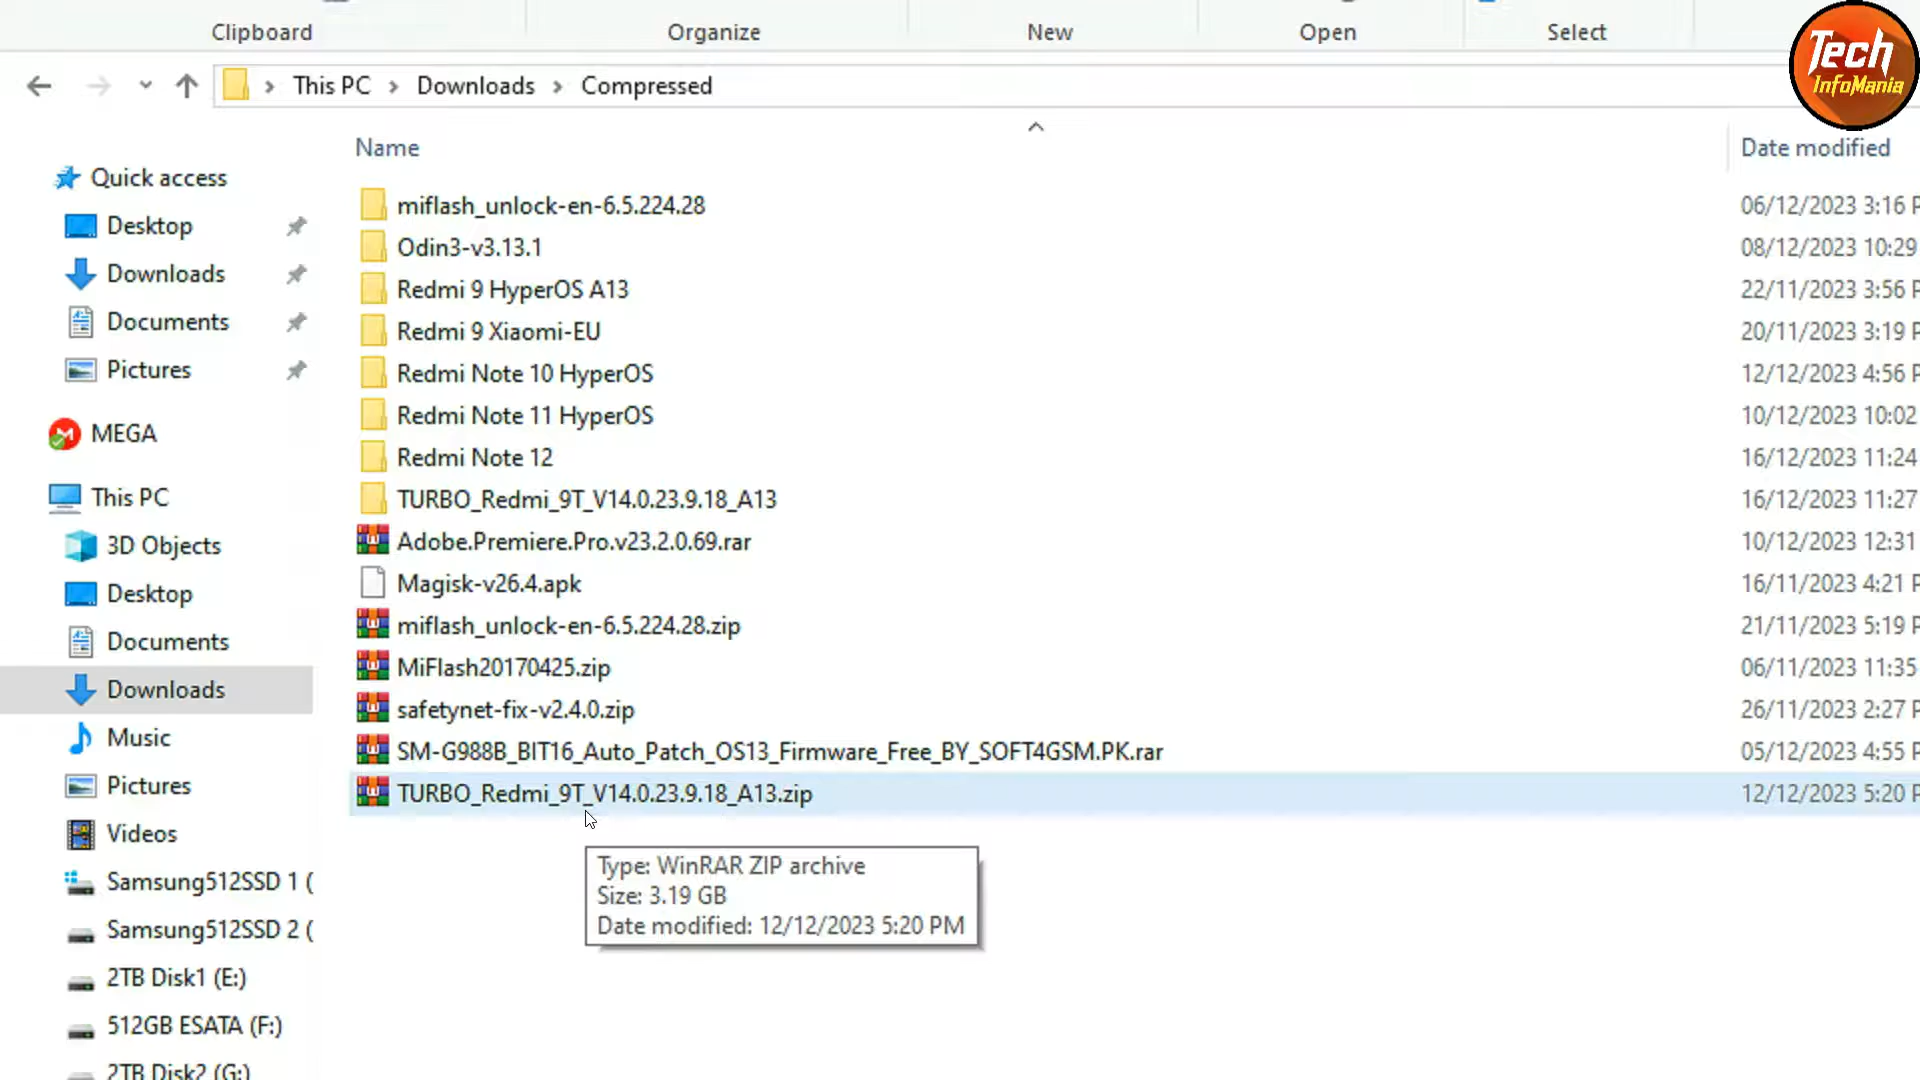 Clipboard
Organize
New
Open
Select
Tech
InfoMania
This PC
Downloads
Compressed
Name
Date modified
Quick access
Desktop
Downloads
Documents
Pictures
MEGA
This PC
3D Objects
Desktop
Documents
Downloads
Music
Pictures
Videos
Samsung512SSD 1 (
Samsung512SSD 2 (
2TB Disk1 (E:)
512GB ESATA (F:)
2TB Disk2 (G:)
miflash_unlock-en-6.5.224.28 06/12/2023 3:16 P
Odin3-v3.13.1 08/12/2023 10:29
Redmi 9 HyperOS A13 22/11/2023 3:56 P
Redmi 9 Xiaomi-EU 20/11/2023 3:19 P
Redmi Note 10 HyperOS 12/12/2023 4:56 P
Redmi Note 11 HyperOS 10/12/2023 10:02
Redmi Note 12 16/12/2023 11:24
TURBO_Redmi_9T_V14.0.23.9.18_A13 16/12/2023 11:27
Adobe.Premiere.Pro.v23.2.0.69.rar 10/12/2023 12:31
Magisk-v26.4.apk 16/11/2023 4:21 P
miflash_unlock-en-6.5.224.28.zip 21/11/2023 5:19 P
MiFlash20170425.zip 06/11/2023 11:35
safetynet-fix-v2.4.0.zip 26/11/2023 2:27 P
SM-G988B_BIT16_Auto_Patch_OS13_Firmware_Free_BY_SOFT4GSM.PK.rar 05/12/2023 4:55 P
TURBO_Redmi_9T_V14.0.23.9.18_A13.zip 12/12/2023 5:20 P
Type: WinRAR ZIP archive
Size: 3.19 GB
Date modified: 12/12/2023 5:20 PM